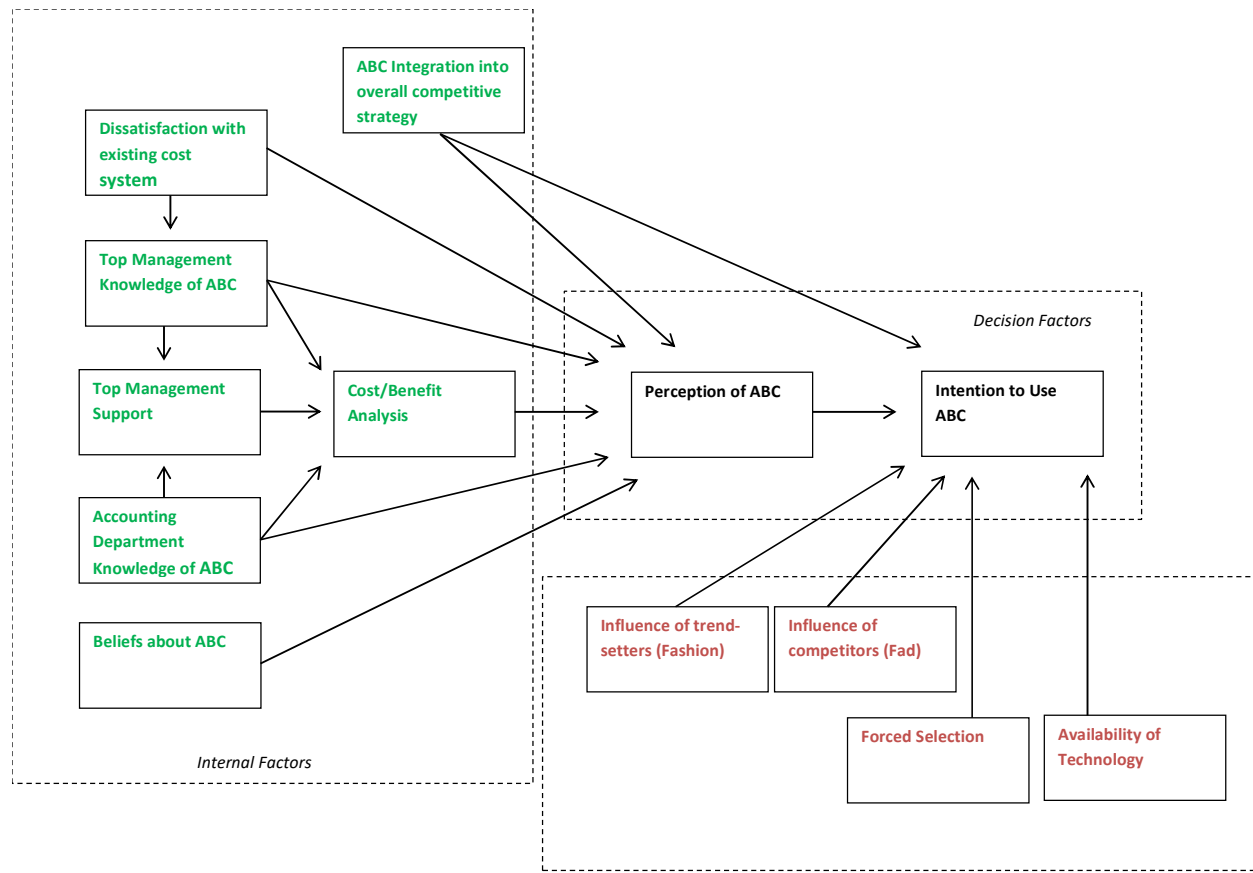 ABC Integration into
overall competitive
strategy
Dissatisfaction with
existing cost
system
Top Management
Knowledge of ABC
Decision Factors
Top Management
Support
Cost/Benefit
Analysis
Perception of ABC
Intention to Use
ABC
Accounting
Department
Knowledge of ABC
Beliefs about ABC
Influence of trend-
setters (Fashion)
Influence of
competitors (Fad)
Forced Selection
Availability of
Technology
Internal Factors